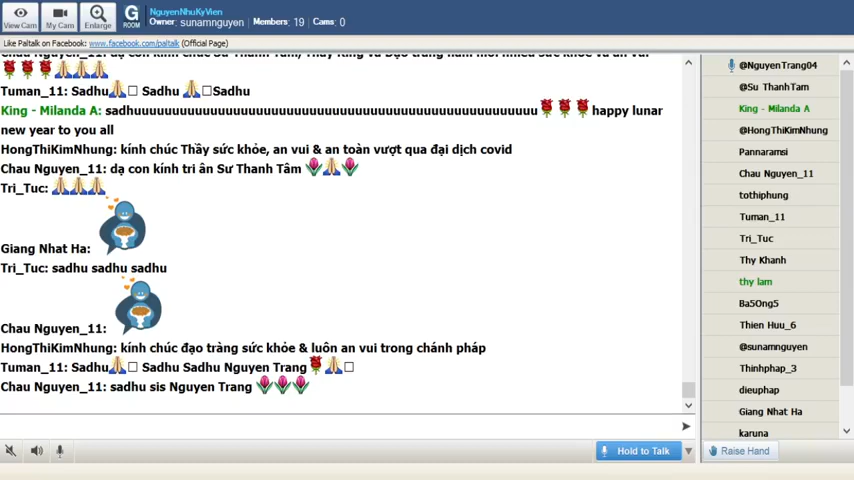 View Cam
My Cam
Enlarge
G
ROOM
NguyenNhuKyVien
Owner: sunamnguyen Members: 19 Cams: 0
Like Paltalk on Facebook: www.facebook.com/paltalk (Official Page)
Tuman_11: Sadhu🙏□ Sadhu 🙏□Sadhu
King - Milanda A: sadhuuuuuuuuuuuuuuuuuuuuuuuuuuuuuuuuuuuuuuuuuuuuuuuuuuuuuuuuuuuu🌹🌹🌹happy lunar
new year to you all
HongThiKimNhung: kính chúc Thầy sức khỏe, an vui & an toàn vượt qua đại dịch covid
Chau Nguyen_11: dạ con kính tri ân Sư Thanh Tâm 🌷🙏🌷
Tri_Tuc: 🙏🙏🙏
Giang Nhat Ha:
Tri_Tuc: sadhu sadhu sadhu
Chau Nguyen_11:
HongThiKimNhung: kính chúc đạo tràng sức khỏe & luôn an vui trong chánh pháp
Tuman_11: Sadhu🙏□ Sadhu Sadhu Nguyen Trang🌹🙏□
Chau Nguyen_11: sadhu sis Nguyen Trang 🌷🌷🌷
Hold to Talk
@NguyenTrang04
@Su ThanhTam
King - Milanda A
@HongThiKimNhung
Pannaramsi
Chau Nguyen_11
tothiphung
Tuman_11
Tri_Tuc
Thy Khanh
thy lam
Ba5Ong5
Thien Huu_6
@sunamnguyen
Thinhphap_3
dieuphap
Giang Nhat Ha
karuna
Raise Hand